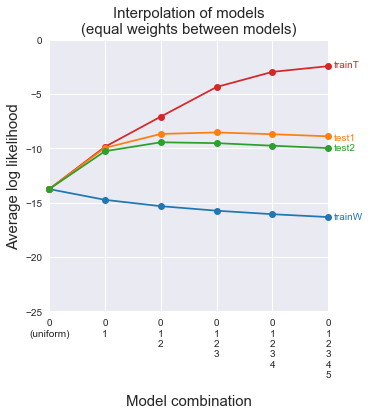 Interpolation of models
(equal weights between models)
Average log likelihood
0
−5
−10
−15
−20
−25
trainT
test1
test2
trainW
0 0 0 0 0 0
(uniform) 1 1 1 1 1
2 2 2 2
3 3 3
4 4
5
Model combination